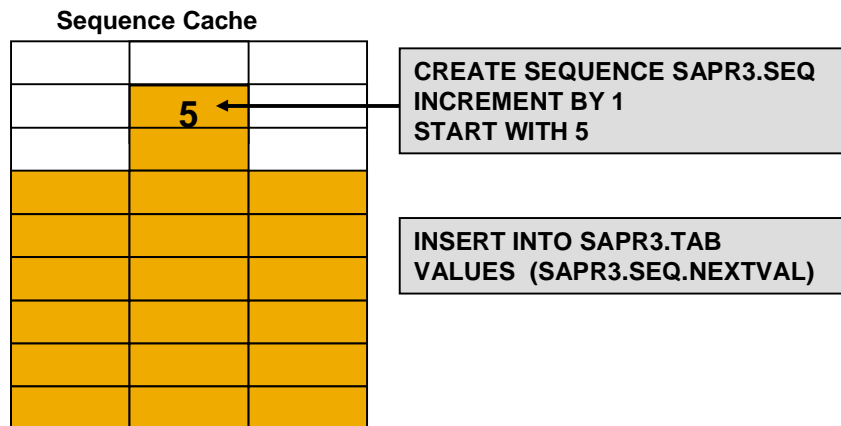 Sequence Cache
5
CREATE SEQUENCE SAPR3.SEQ
INCREMENT BY 1
START WITH 5
INSERT INTO SAPR3.TAB
VALUES (SAPR3.SEQ.NEXTVAL)